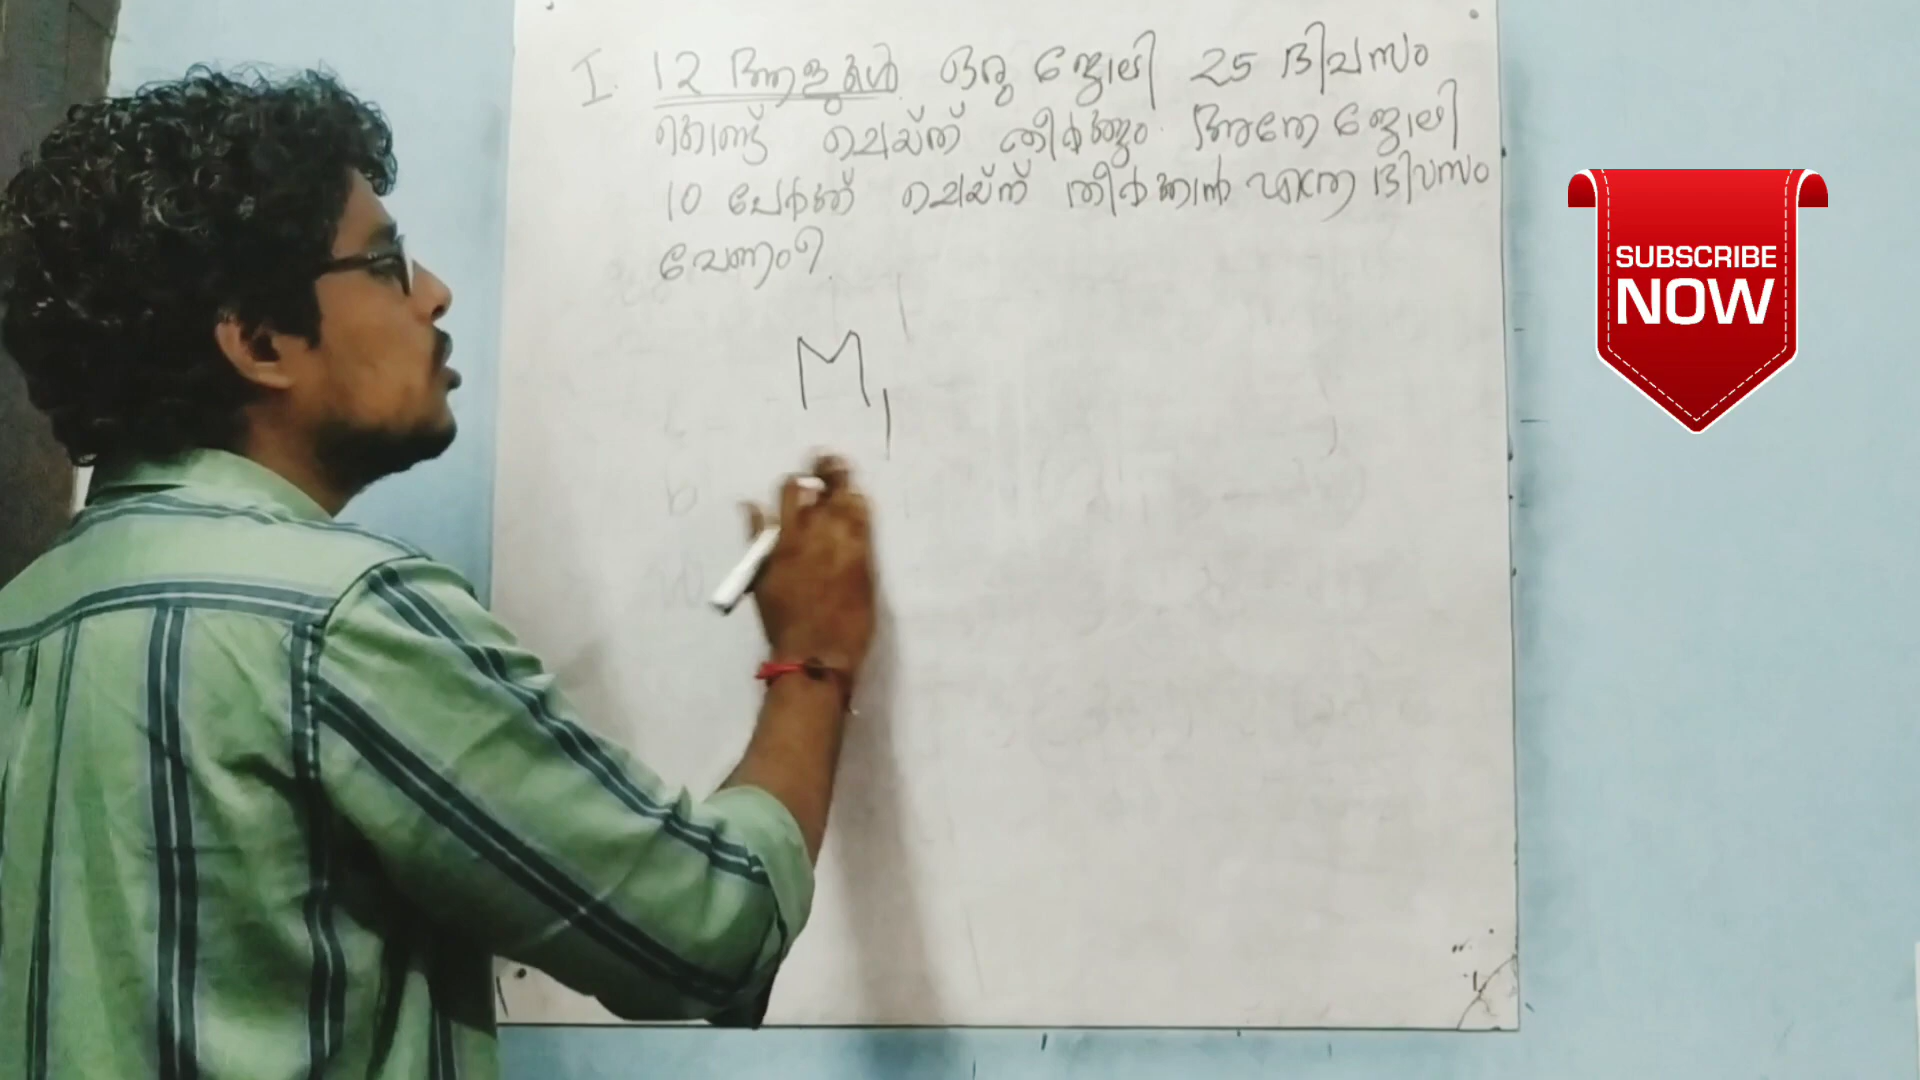 I. 12 ആളുകൾ ഒരു ജോലി 25 ദിവസം
കൊണ്ട് ചെയ്ത് തീർക്കും. അതേ ജോലി
10 പേർക്ക് ചെയ്ത് തീർക്കാൻ എത്ര ദിവസം
വേണം?
M1
SUBSCRIBE
NOW